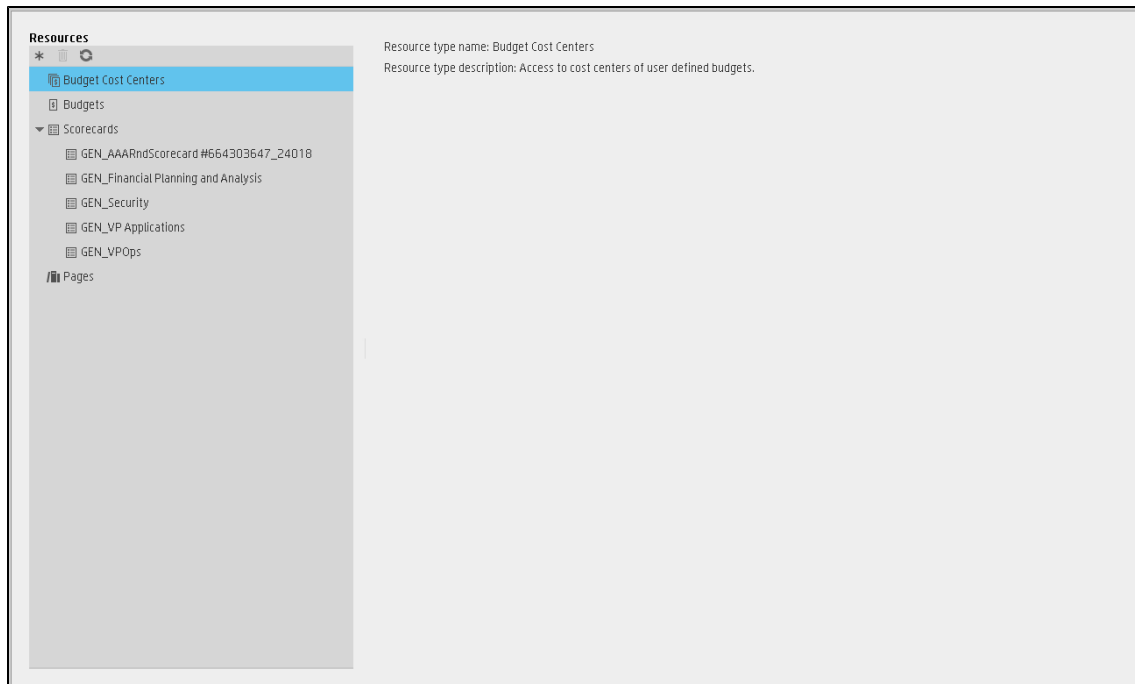 Resources
Budget Cost Centers
Budgets
Scorecards
GEN_AAARndScorecard #664303647_24018
GEN_Financial Planning and Analysis
GEN_Security
GEN_VP Applications
GEN_VPOps
Pages
Resource type name: Budget Cost Centers
Resource type description: Access to cost centers of user defined budgets.